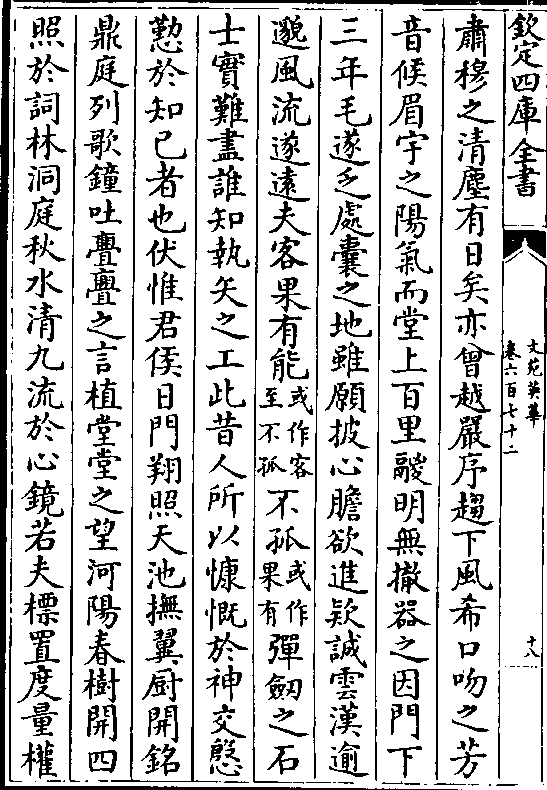 欽定四庫全書
文苑英華
卷六百七十二
十八
肅穆之清塵有日矣亦曾越嚴序趨下風希口吻之芳
音候眉宇之陽氣而堂上百里鬷明無撤器之因門下
三年毛遂乏處囊之地雖願披心膽欲進欵誠雲漢逾
邈風流遂遠夫客果有能或作客至不孤不孤或作果有彈劒之石
士實難盡誰知執矢之工此昔人所以慷慨於神交慇
懃於知已者也伏惟君侯日門翔照天池撫翼厨開銘
鼎庭列歌鐘吐亹亹之言植堂堂之望河陽春樹開四
照於詞林洞庭秋水清九流於心鏡若夫標置度量權